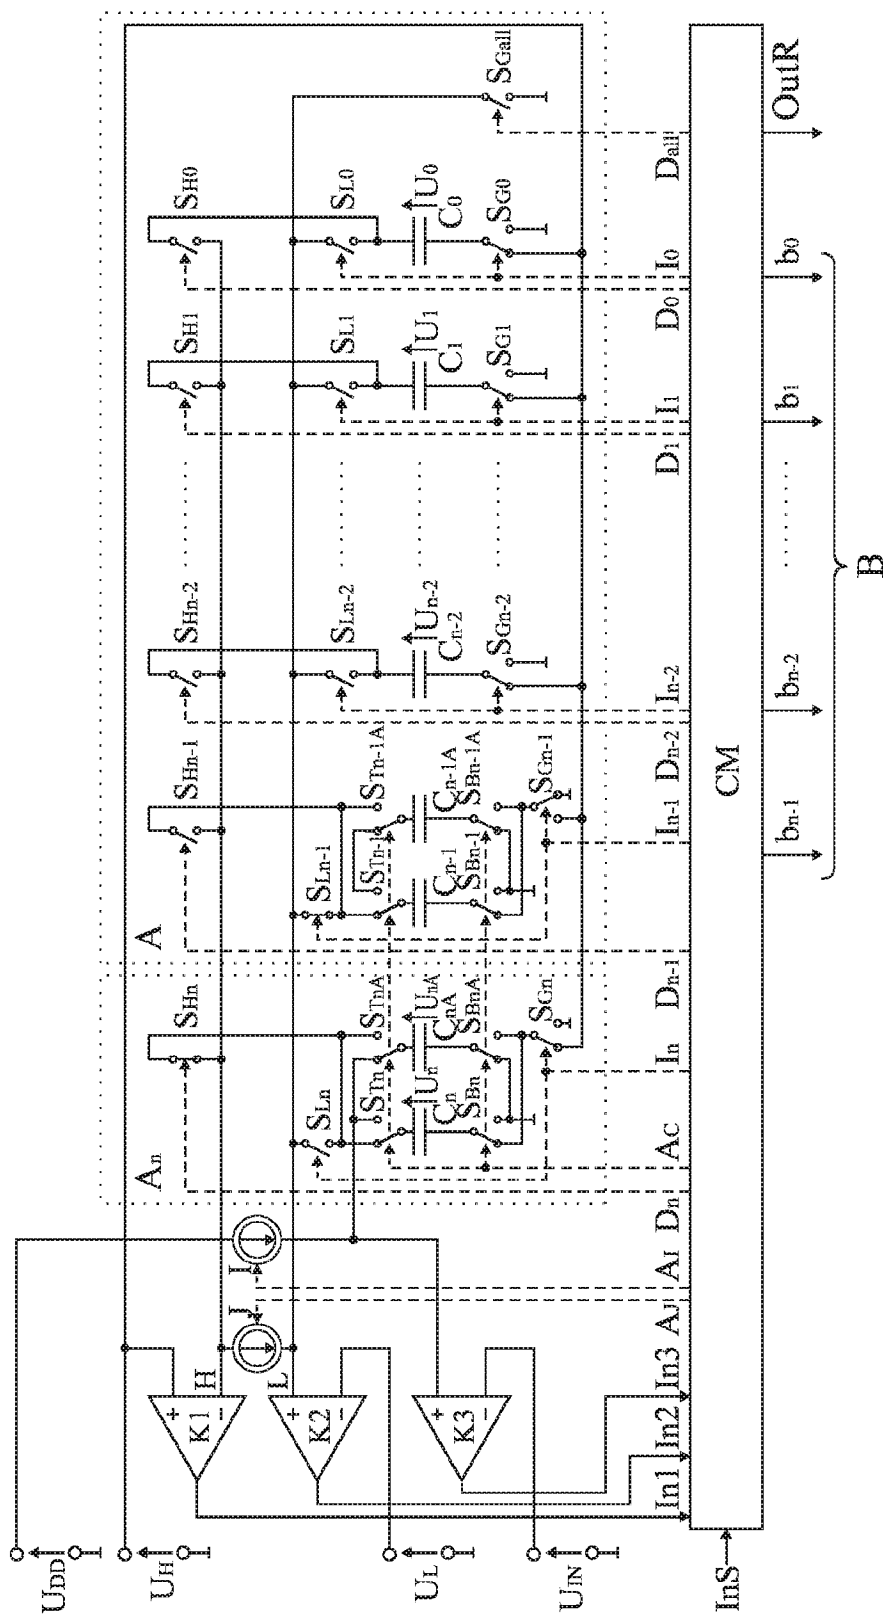 UDD
UH
UL
UIN
InS
K1
K2
K3
+
−
+
−
+
−
H
L
J
I
In1
In2
In3
AJ
AI
Dn
AC
In
Dn-1
In-1
Dn-2
In-2
D1
I1
D0
I0
Dall
An
A
SHn
SHn-1
SHn-2
SH1
SH0
SLn
SLn-1
SLn-2
SL1
SL0
STn
STnA
STn-1
STn-1A
Un
UnA
Un-2
U1
U0
Cn
CnA
Cn-1
Cn-1A
Cn-2
C1
C0
SBn
SBnA
SBn-1
SBn-1A
SGn
SGn-1
SGn-2
SG1
SG0
SGall
CM
bn-1
bn-2
b1
b0
OutR
B